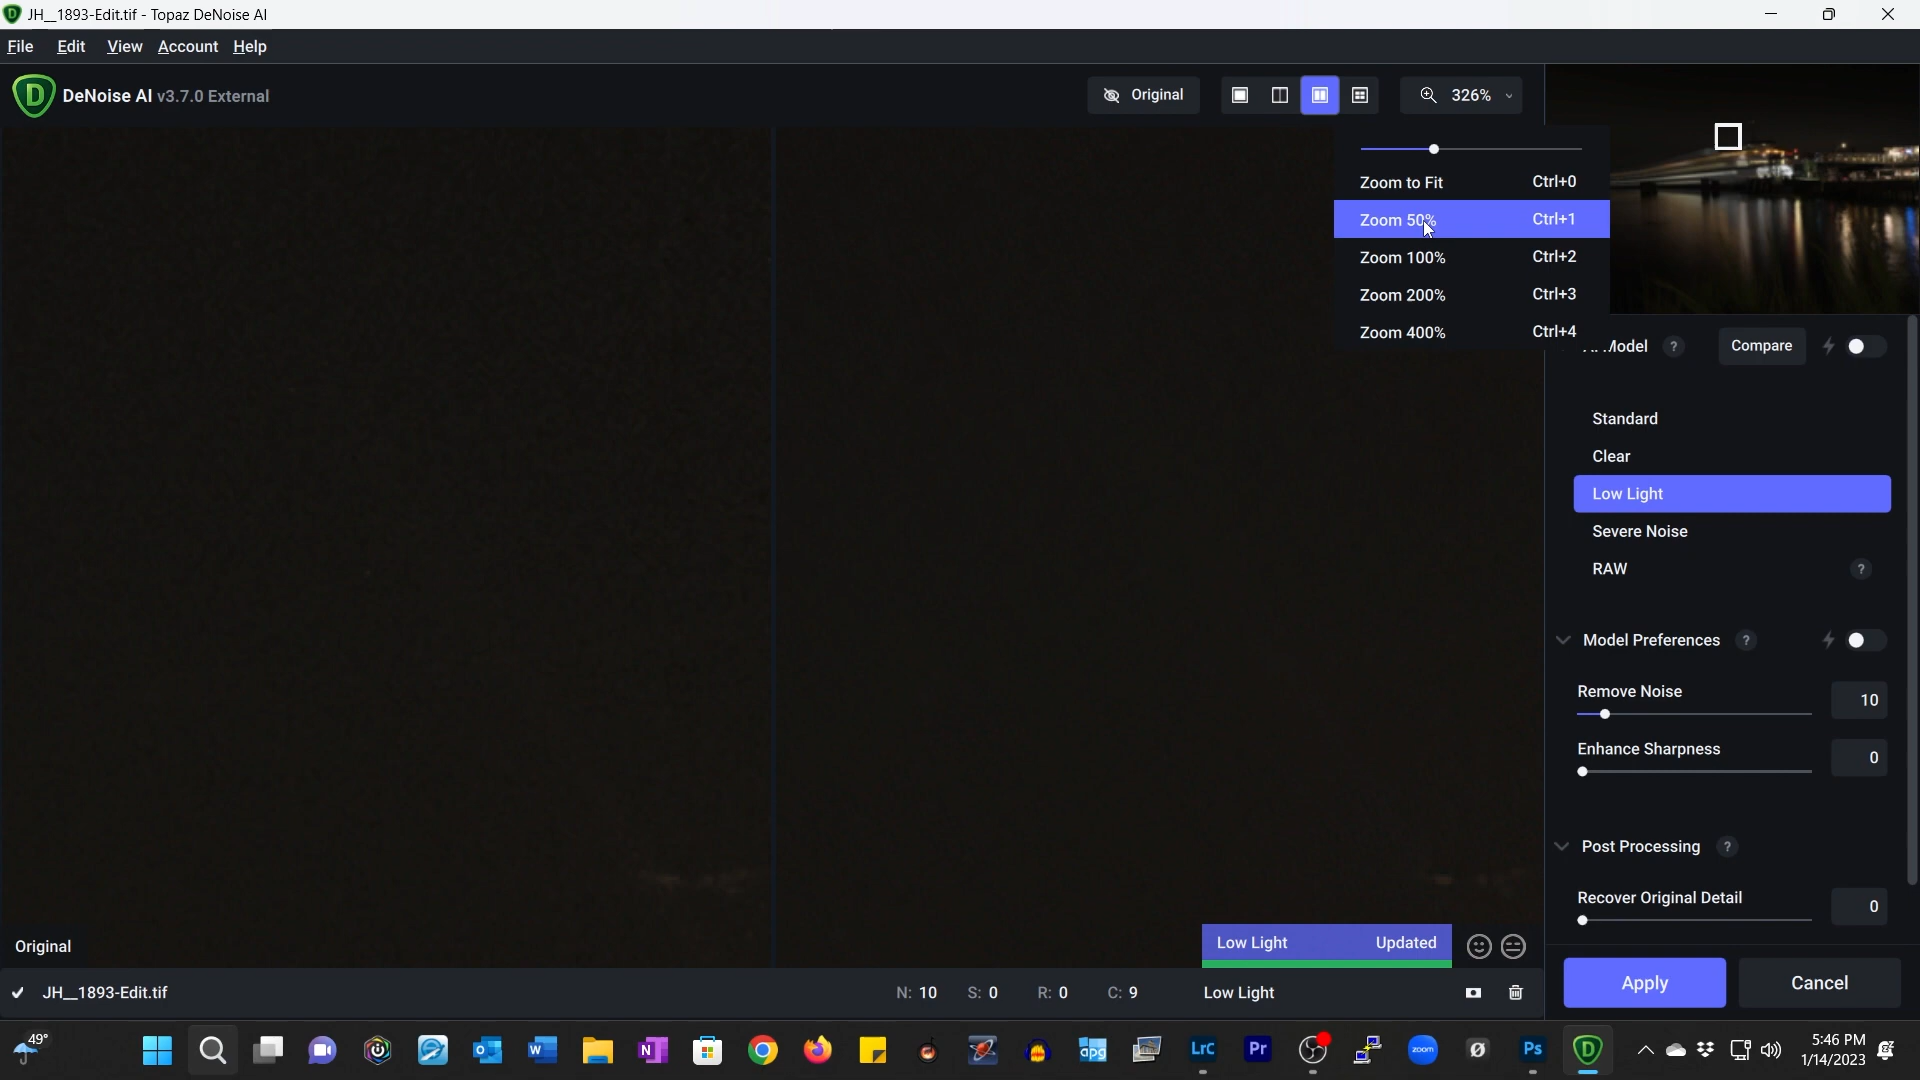 JH__1893-Edit.tif - Topaz DeNoise AI
File Edit View Account Help
DeNoise AI v3.7.0 External
Original
326%
Zoom to Fit Ctrl+0
Zoom 50% Ctrl+1
Zoom 100% Ctrl+2
Zoom 200% Ctrl+3
Zoom 400% Ctrl+4
Model ? Compare
Standard
Clear
Low Light
Severe Noise
RAW ?
Model Preferences ?
Remove Noise 10
Enhance Sharpness 0
Post Processing ?
Recover Original Detail 0
Original
Low Light Updated
JH__1893-Edit.tif N: 10 S: 0 R: 0 C: 9 Low Light
Apply Cancel
49°
apg
LrC
Pr
zoom
Ps
5:46 PM
1/14/2023